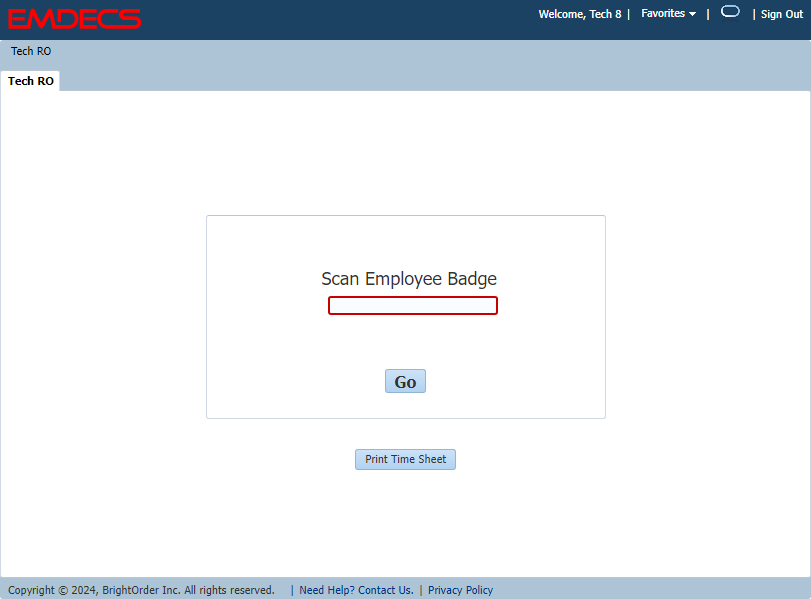 EMDECS
Welcome, Tech 8 | Favorites | | Sign Out
Tech RO
Tech RO
Scan Employee Badge
Go
Print Time Sheet
Copyright © 2024, BrightOrder Inc. All rights reserved. | Need Help? Contact Us. | Privacy Policy